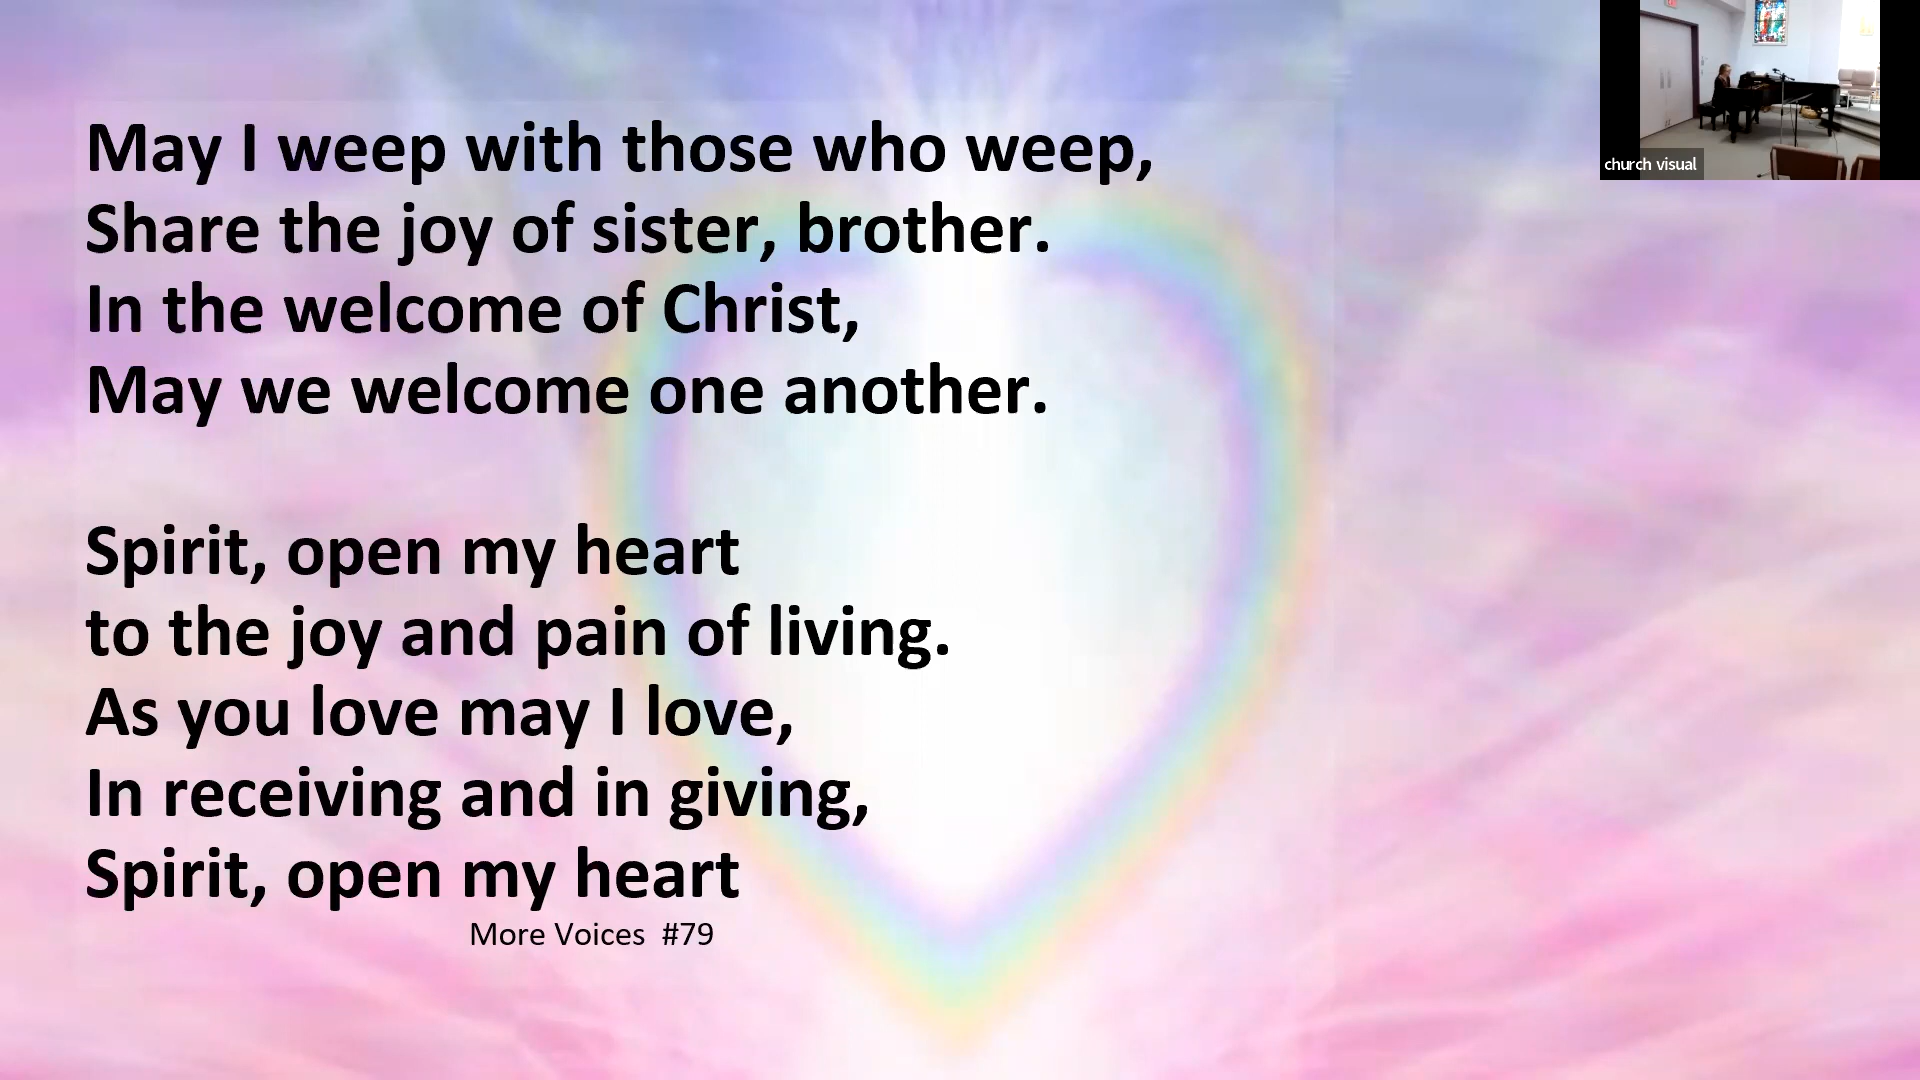 May I weep with those who weep,
Share the joy of sister, brother.
In the welcome of Christ,
May we welcome one another.
Spirit, open my heart
to the joy and pain of living.
As you love may I love,
In receiving and in giving,
Spirit, open my heart
More Voices #79
church visual